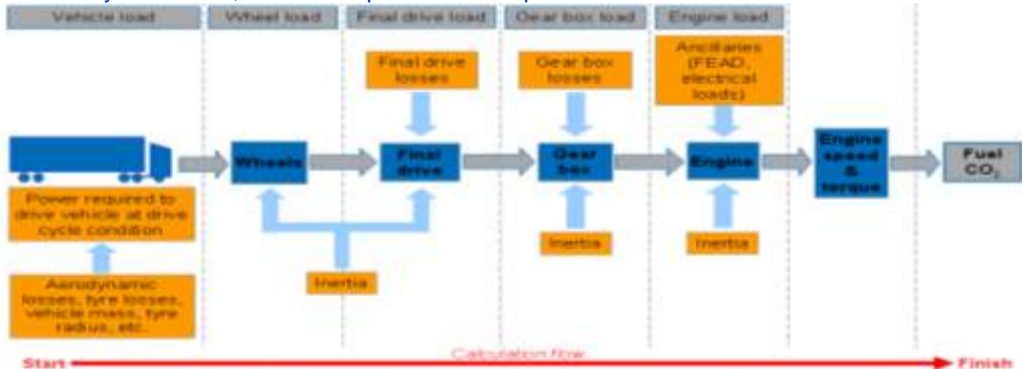 Vehicle load
Wheel load
Final drive load
Gear box load
Engine load
Final drive
losses
Gear box
losses
Ancillaries
(FEAD,
electrical
loads)
Wheels
Final
drive
Gear
box
Engine
Engine
speed
&
torque
Fuel
CO2
Power required to
drive vehicle at drive
cycle condition
Inertia
Inertia
Inertia
Aerodynamic
losses, tyre losses,
vehicle mass, tyre
radius, etc.
Calculation flow
Start
Finish